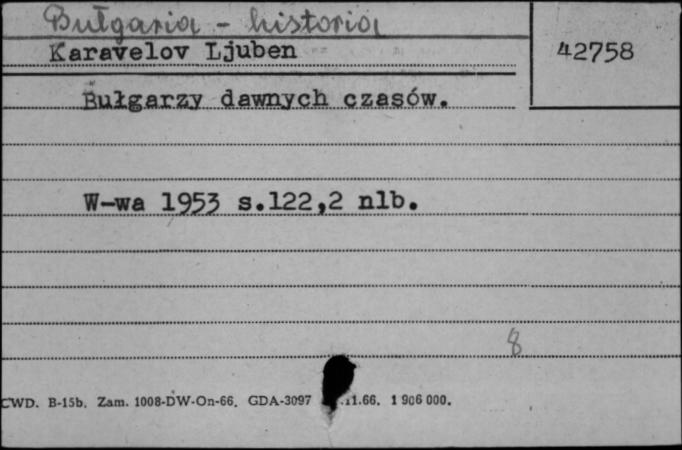 Bułgaria - historia
Karavelov Ljuben
42758
Bułgarzy dawnych czasów.
W-wa 1953 s.122,2 nlb.
8
CWD. B-15b. Zam. 1008-DW-On-66. GDA-3097 .11.66. 1 906 000.